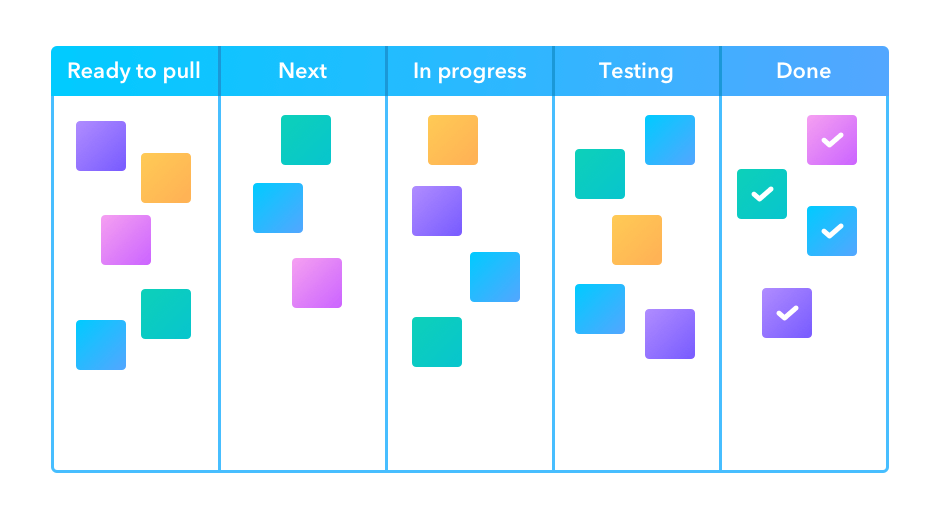 Ready to pull
Next
In progress
Testing
Done